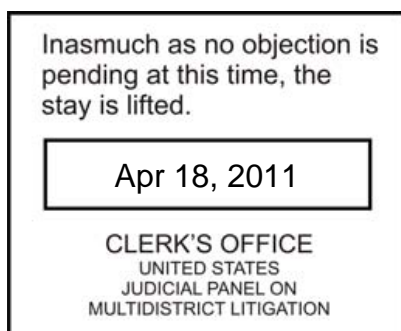 Inasmuch as no objection is
pending at this time, the
stay is lifted.
Apr 18, 2011
CLERK'S OFFICE
UNITED STATES
JUDICIAL PANEL ON
MULTIDISTRICT LITIGATION